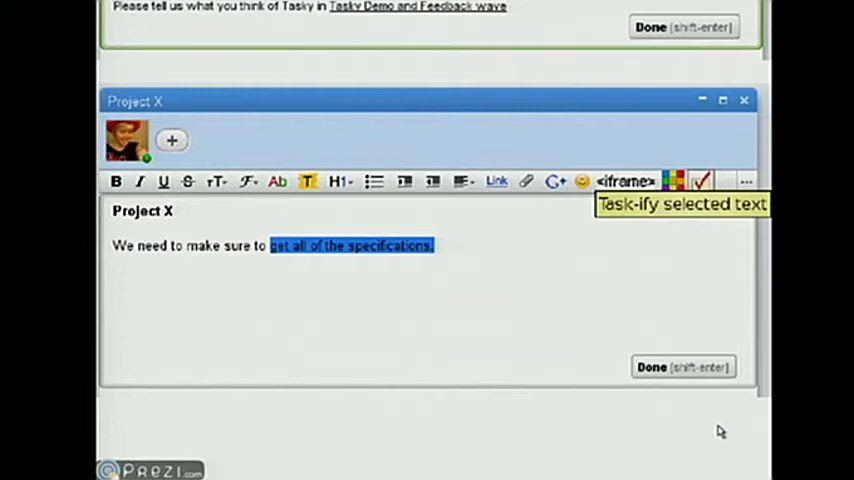 Please tell us what you think of Tasky in Tasky Demo and Feedback wave
Done [shift-enter]
Project X
B I U S TT F Ab T H1 Link G+ <iframe> ...
Task-ify selected text
Project X
We need to make sure to get all of the specifications.
Done [shift-enter]
PREZI.com